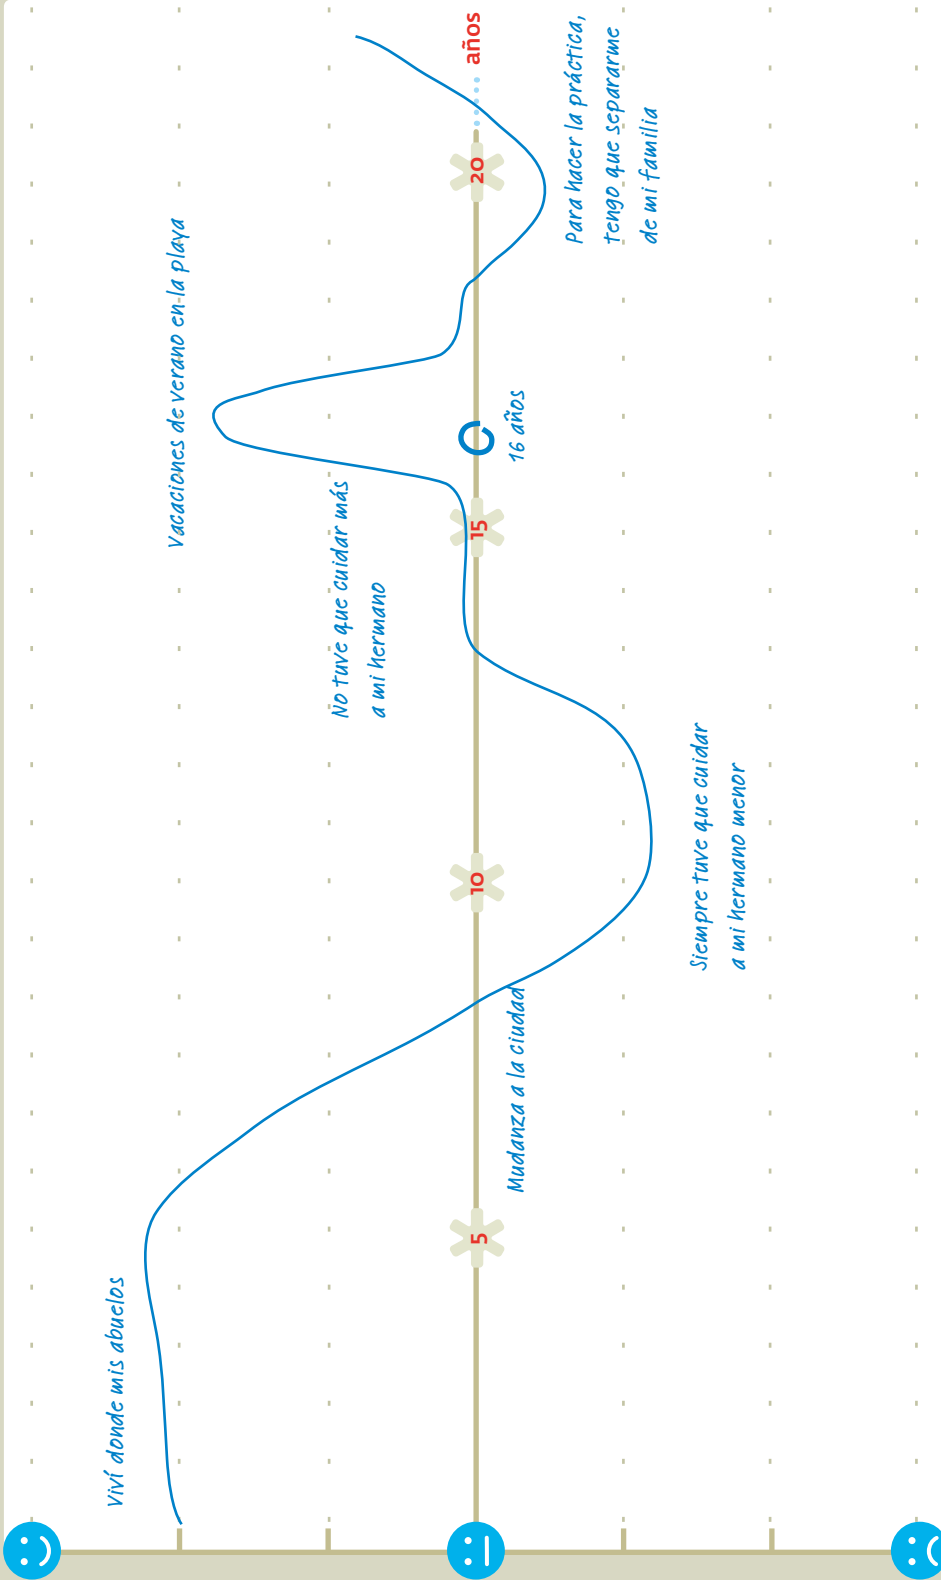 Viví donde mis abuelos
Mudanza a la ciudad
Siempre tuve que cuidar
a mi hermano menor
No tuve que cuidar más
a mi hermano
Vacaciones de verano en la playa
16 años
Para hacer la práctica,
tengo que separarme
de mi familia
5
10
15
20
años